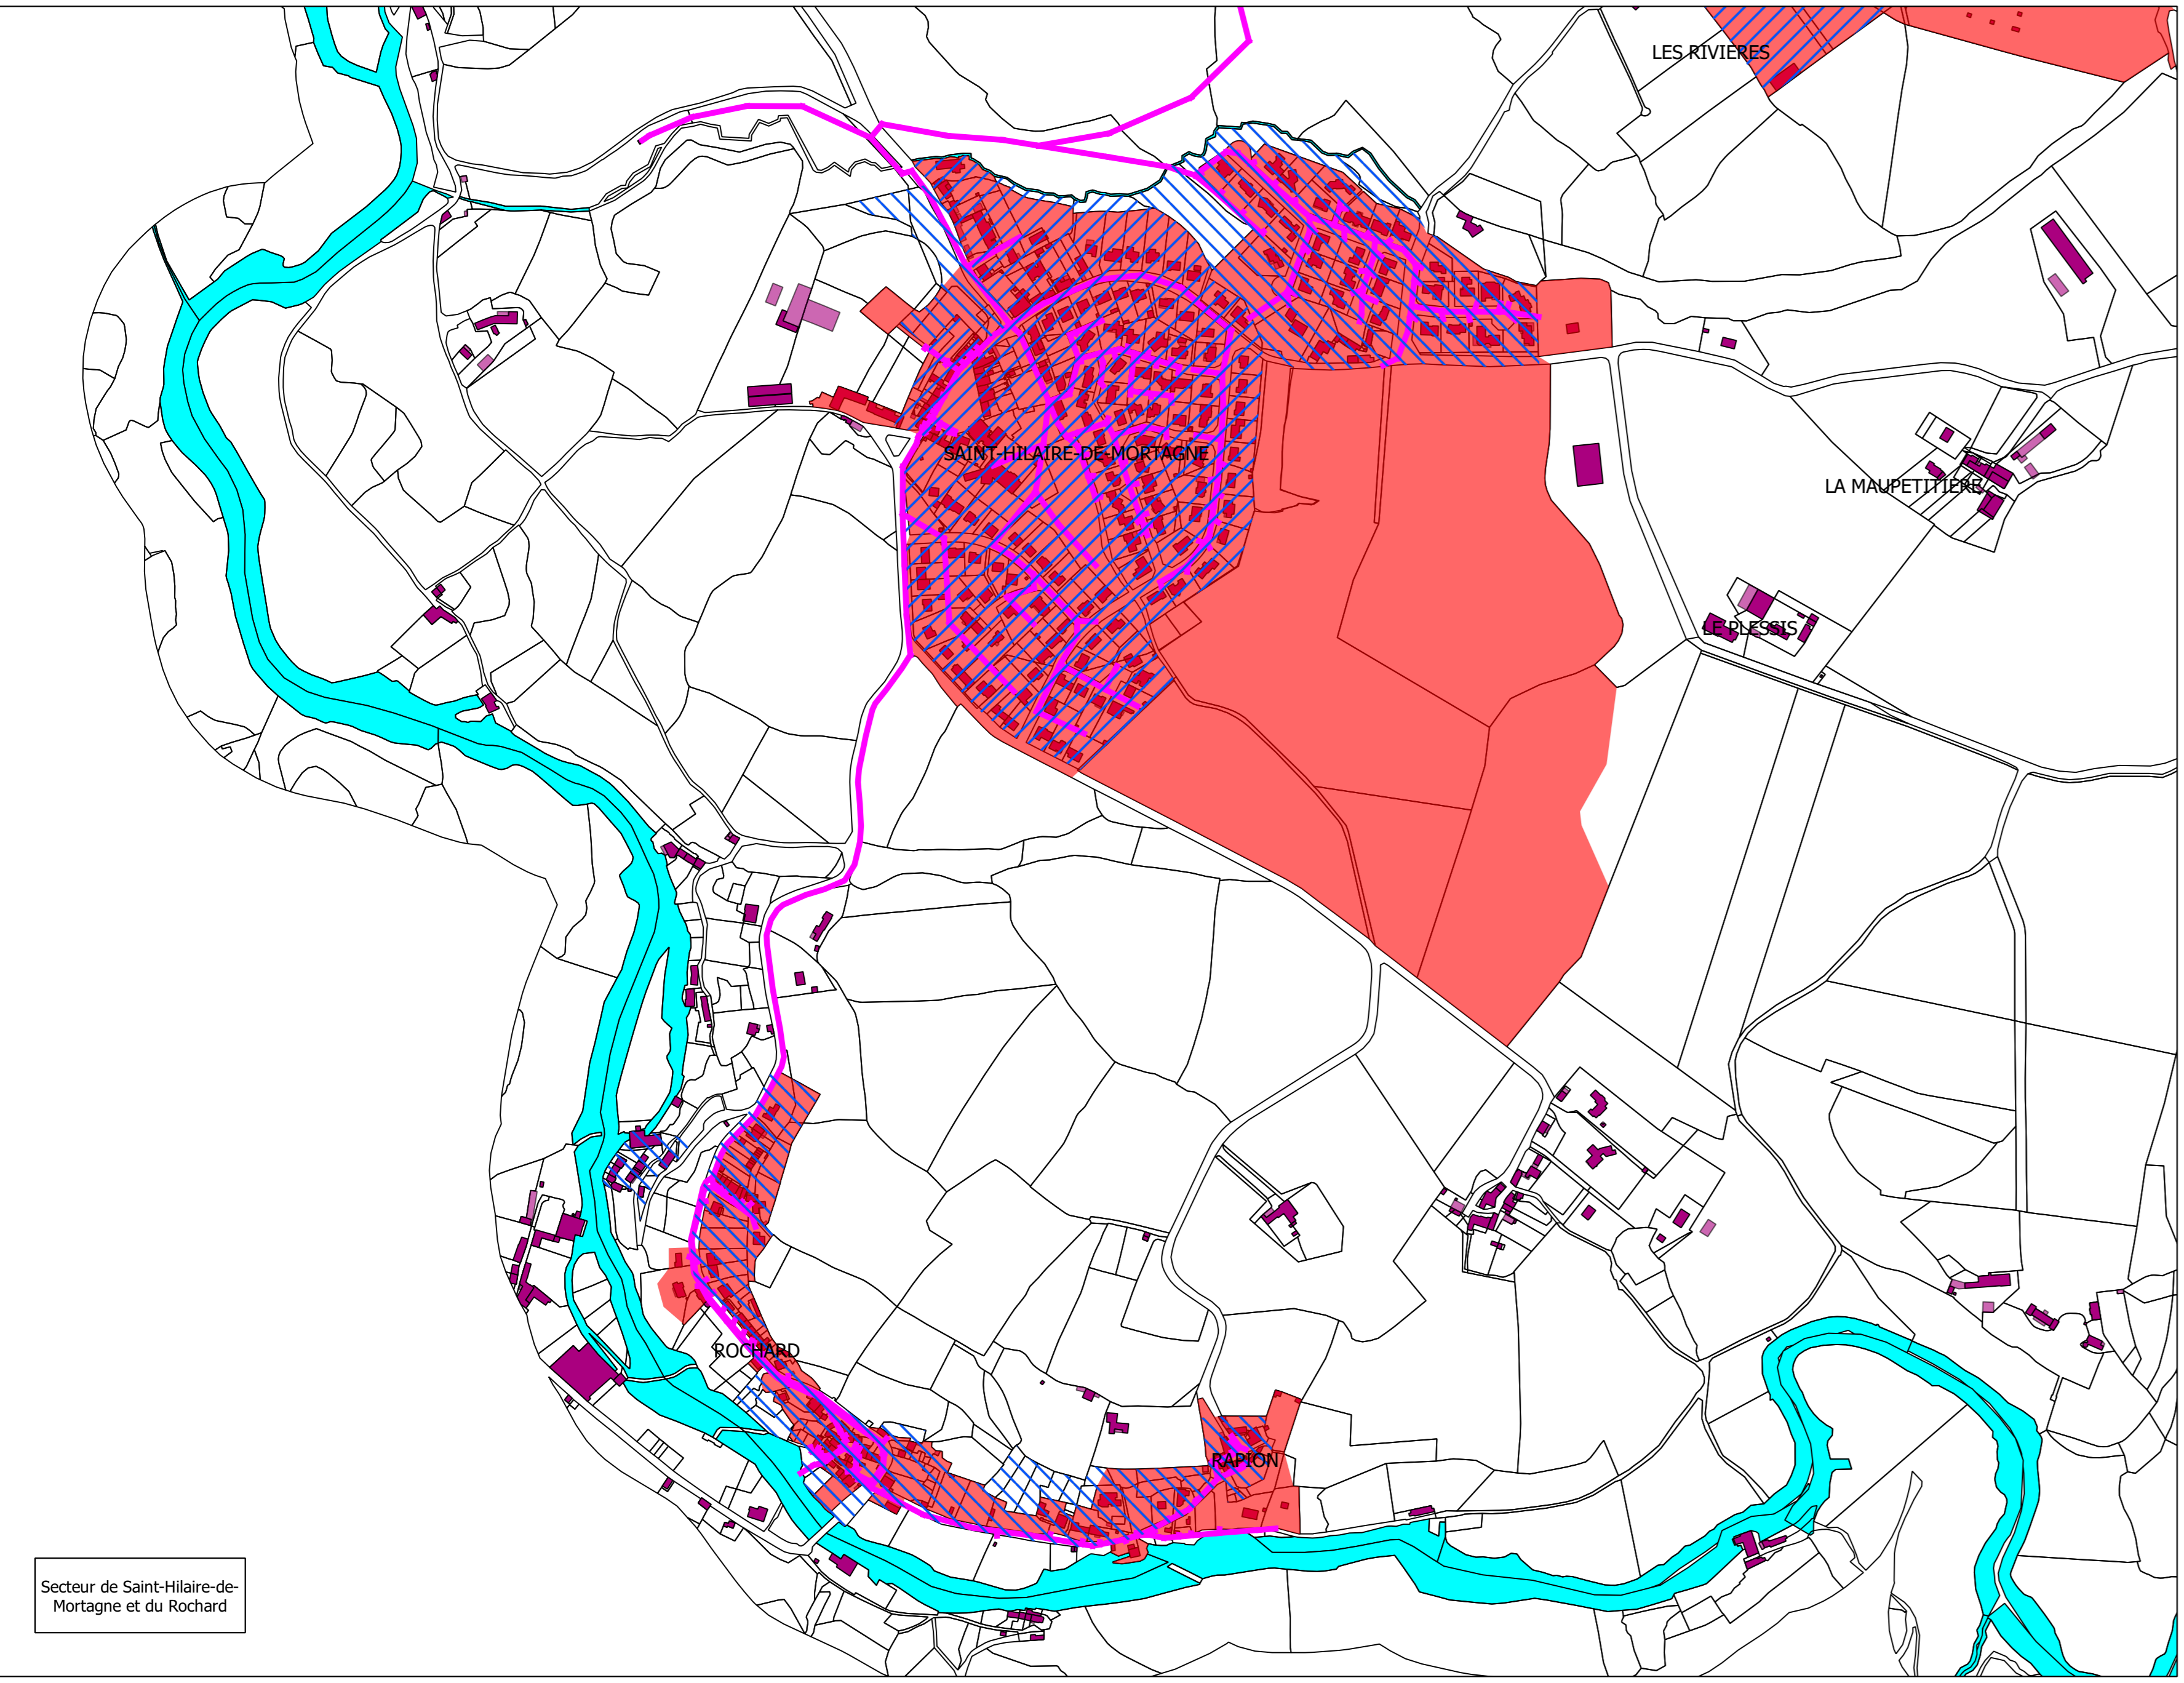 LES RIVIERES
SAINT-HILAIRE-DE-MORTAGNE
LA MAUPETITIERE
LE PLESSIS
ROCHARD
RAPION
Secteur de Saint-Hilaire-de-
Mortagne et du Rochard